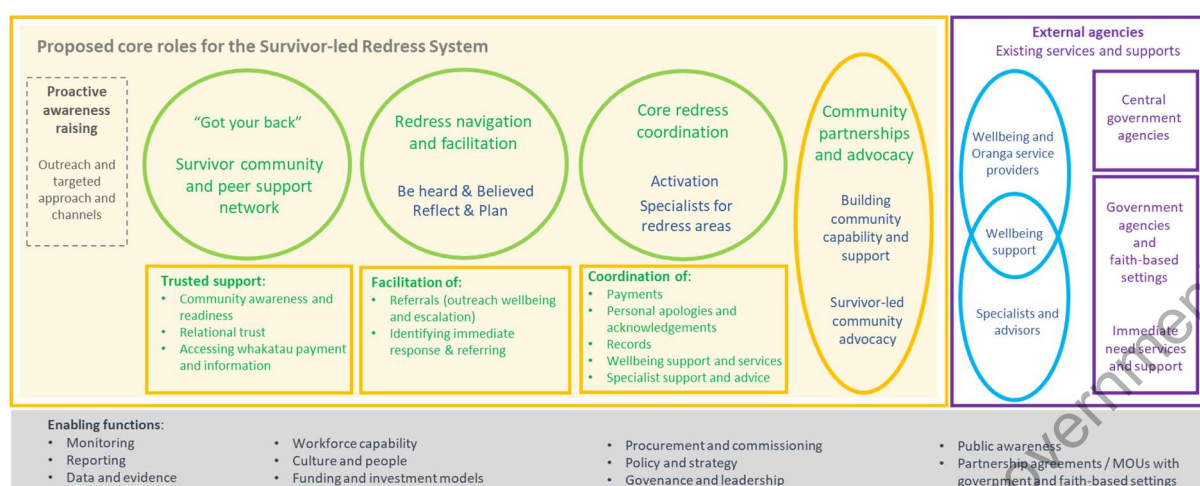 Proposed core roles for the Survivor-led Redress System
Proactive
awareness
raising
Outreach and
targeted
approach and
channels
“Got your back”
Survivor community
and peer support
network
Redress navigation
and facilitation
Be heard & Believed
Reflect & Plan
Core redress
coordination
Activation
Specialists for
redress areas
Community
partnerships
and advocacy
Building
community
capability and
support
Survivor-led
community
advocacy
Trusted support:
• Community awareness and
readiness
• Relational trust
• Accessing whakatau payment
and information
Facilitation of:
• Referrals (outreach wellbeing
and escalation)
• Identifying immediate
response & referring
Coordination of:
• Payments
• Personal apologies and
acknowledgements
• Records
• Wellbeing support and services
• Specialist support and advice
External agencies
Existing services and supports
Wellbeing and
Oranga service
providers
Wellbeing
support
Specialists and
advisors
Central
government
agencies
Government
agencies
and
faith-based
settings
Immediate
need services
and support
Enabling functions:
• Monitoring
• Reporting
• Data and evidence
• Workforce capability
• Culture and people
• Funding and investment models
• Procurement and commissioning
• Policy and strategy
• Govenance and leadership
• Public awareness
• Partnership agreements / MOUs with
government and faith-based settings